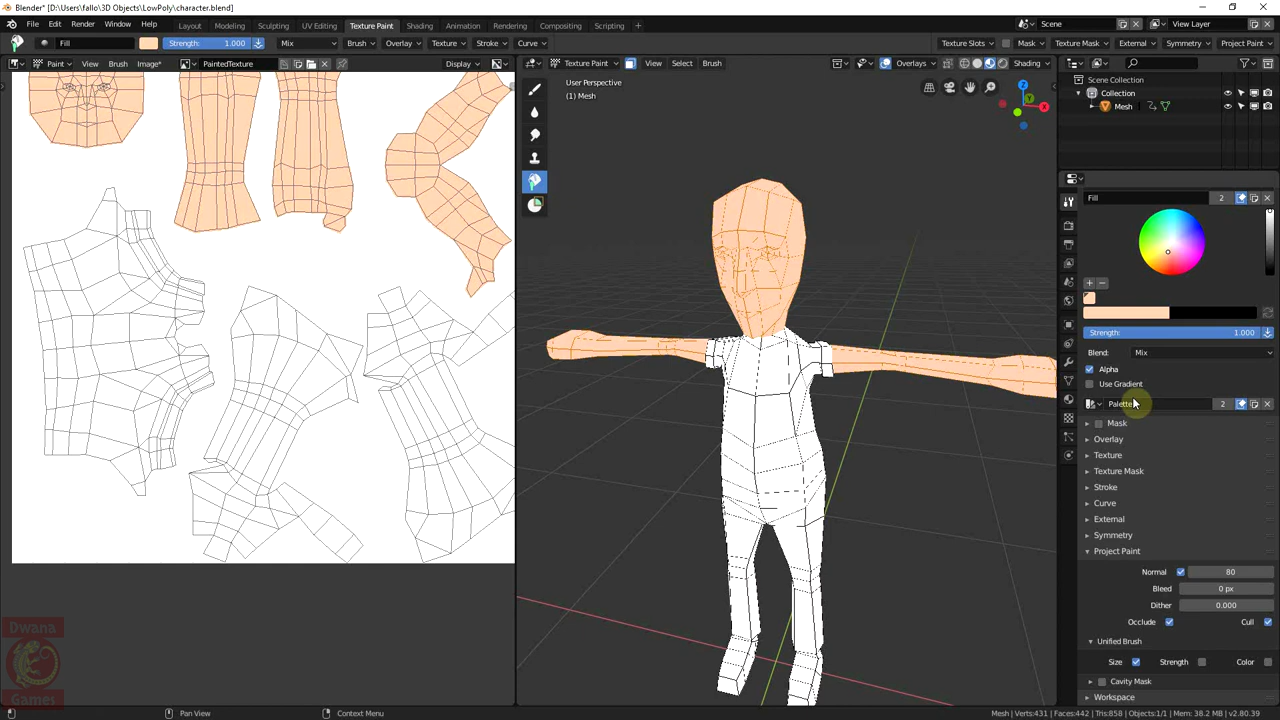 Blender* [D:\Users\fallo\3D Objects\LowPoly\character.blend]
File Edit Render Window Help Layout Modeling Sculpting UV Editing Texture Paint Shading Animation Rendering Compositing Scripting + Scene View Layer
Fill Strength: 1.000 Mix Brush Overlay Texture Stroke Curve Texture Slots Mask Texture Mask External Symmetry Project Paint
Paint View Brush Image* PaintedTexture Display Texture Paint View Select Brush Overlays Shading
User Perspective
(1) Mesh
Scene Collection
Collection
Mesh
Fill 2
Strength: 1.000
Blend: Mix
Alpha
Use Gradient
Palette 2
Mask
Overlay
Texture
Texture Mask
Stroke
Curve
External
Symmetry
Project Paint
Normal 80
Bleed 0 px
Dither 0.000
Occlude Cull
Unified Brush
Size Strength Color
Cavity Mask
Workspace
Dwana
Games
Pan View Context Menu Mesh | Verts:431 | Faces:442 | Tris:858 | Objects:1/1 | Mem: 38.2 MB | v2.80.39